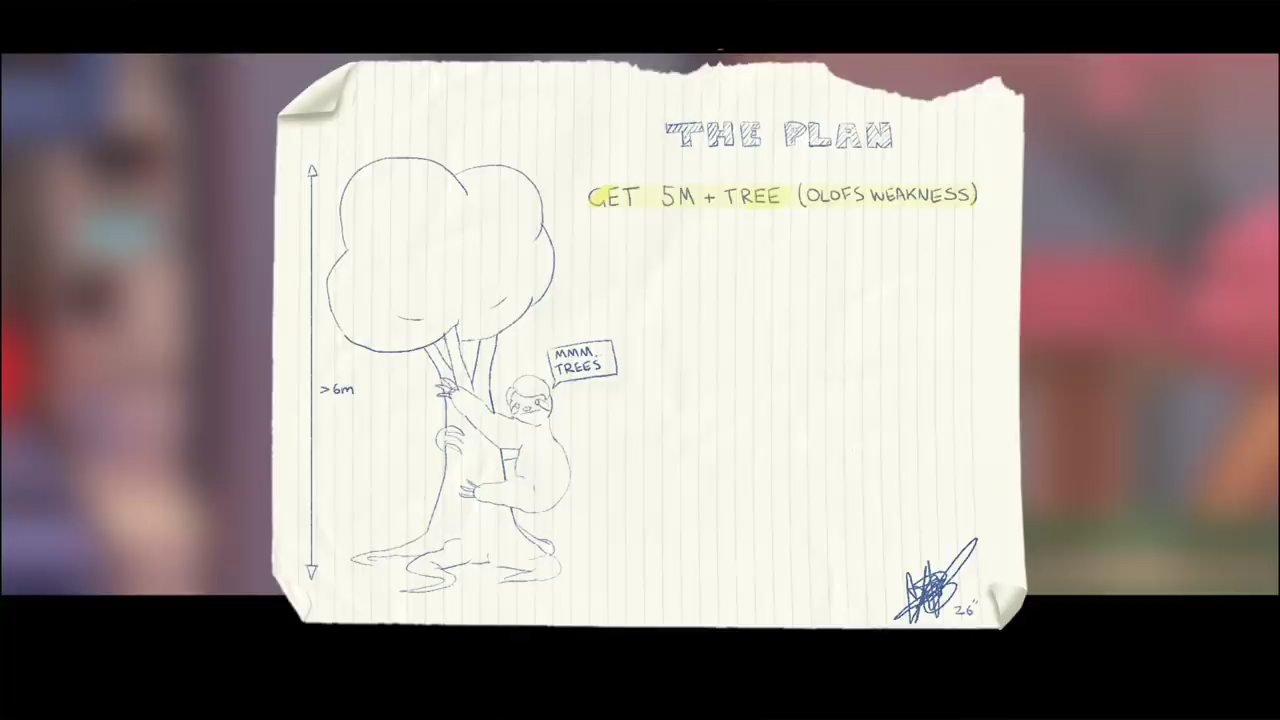 THE PLAN
GET 5M + TREE (OLOFS WEAKNESS)
MMM.
TREES
>6m
26"